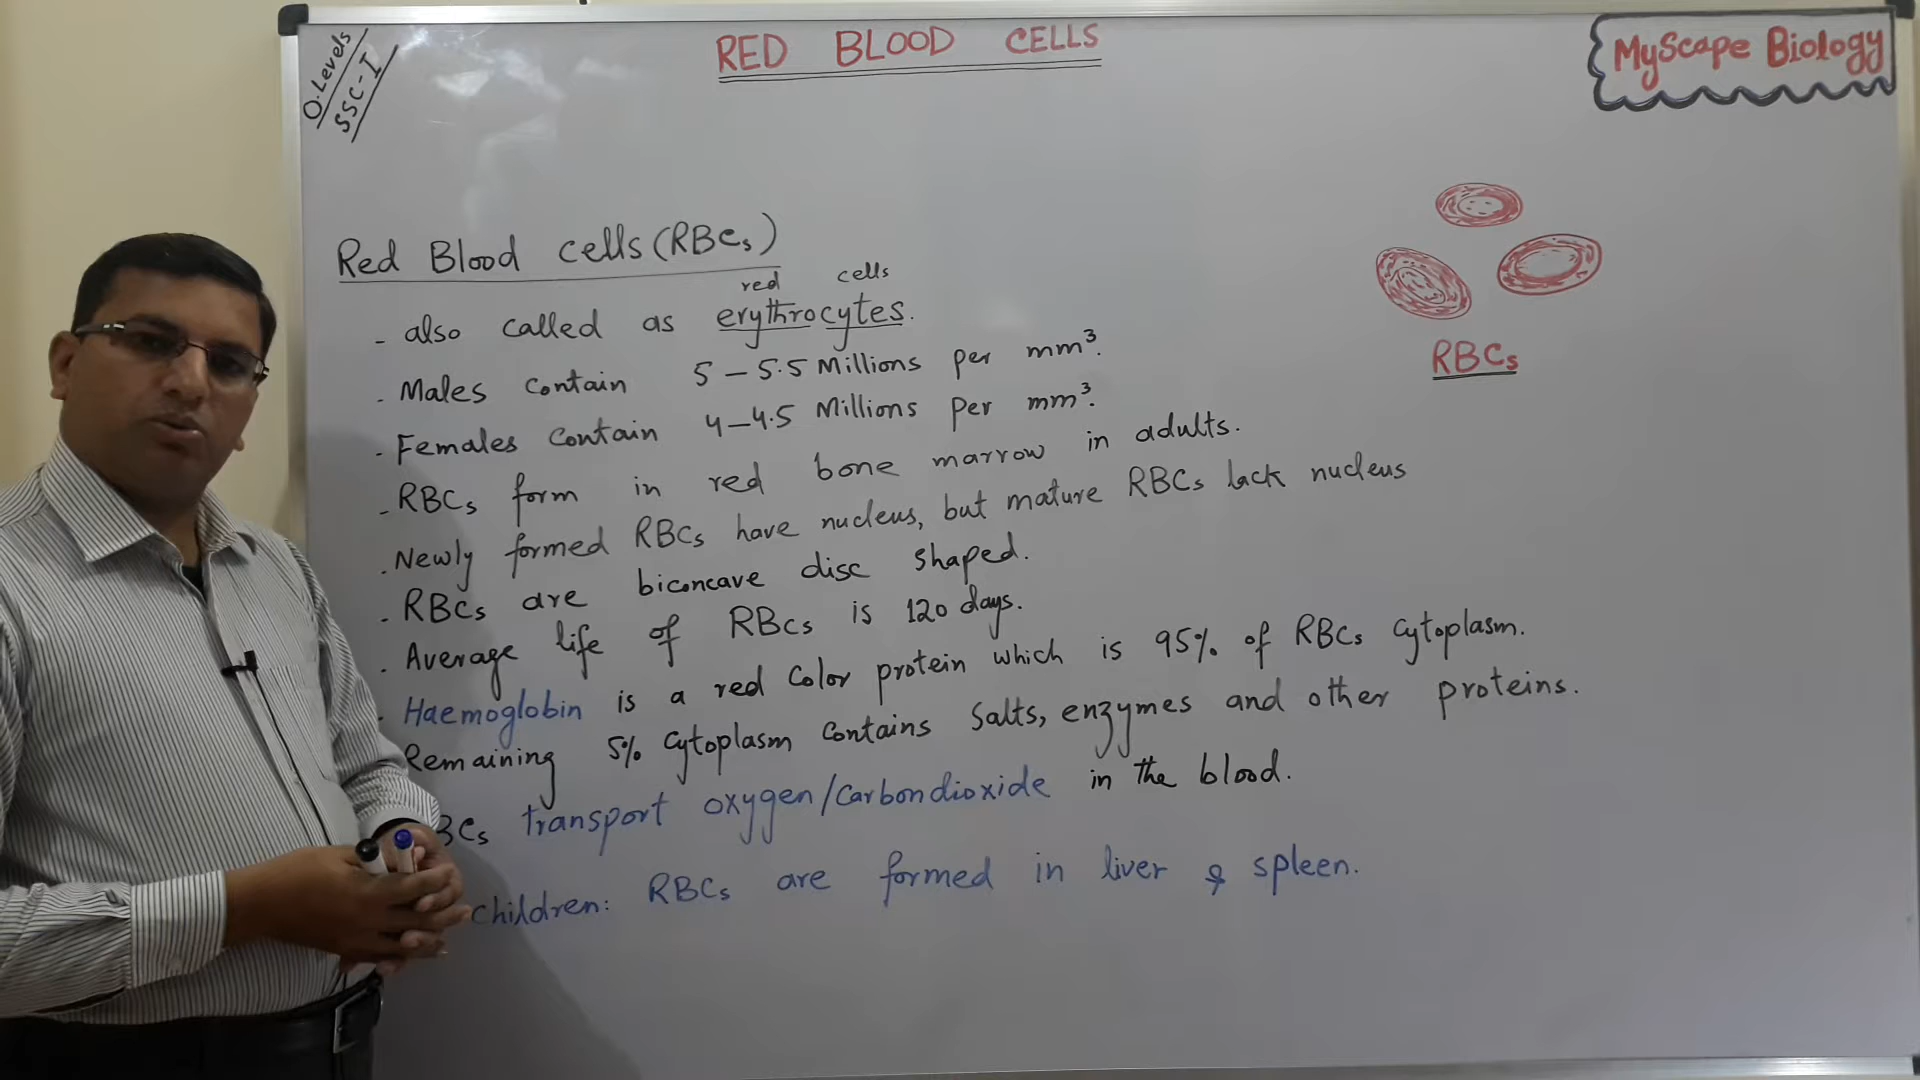 O.Levels
SSC-I
RED BLOOD CELLS
MyScape Biology
Red Blood cells (RBCs)
red cells
- also called as erythrocytes.
. Males contain 5 – 5.5 Millions per mm³.
. Females contain 4 – 4.5 Millions per mm³.
. RBCs form in red bone marrow in adults.
. Newly formed RBCs have nucleus, but mature RBCs lack nucleus
. RBCs are biconcave disc shaped.
. Average life of RBCs is 120 days.
. Haemoglobin is a red color protein which is 95% of RBCs cytoplasm.
Remaining 5% cytoplasm contains salts, enzymes and other proteins.
BCs transport oxygen/carbondioxide in the blood.
children: RBCs are formed in liver & spleen.
RBCs